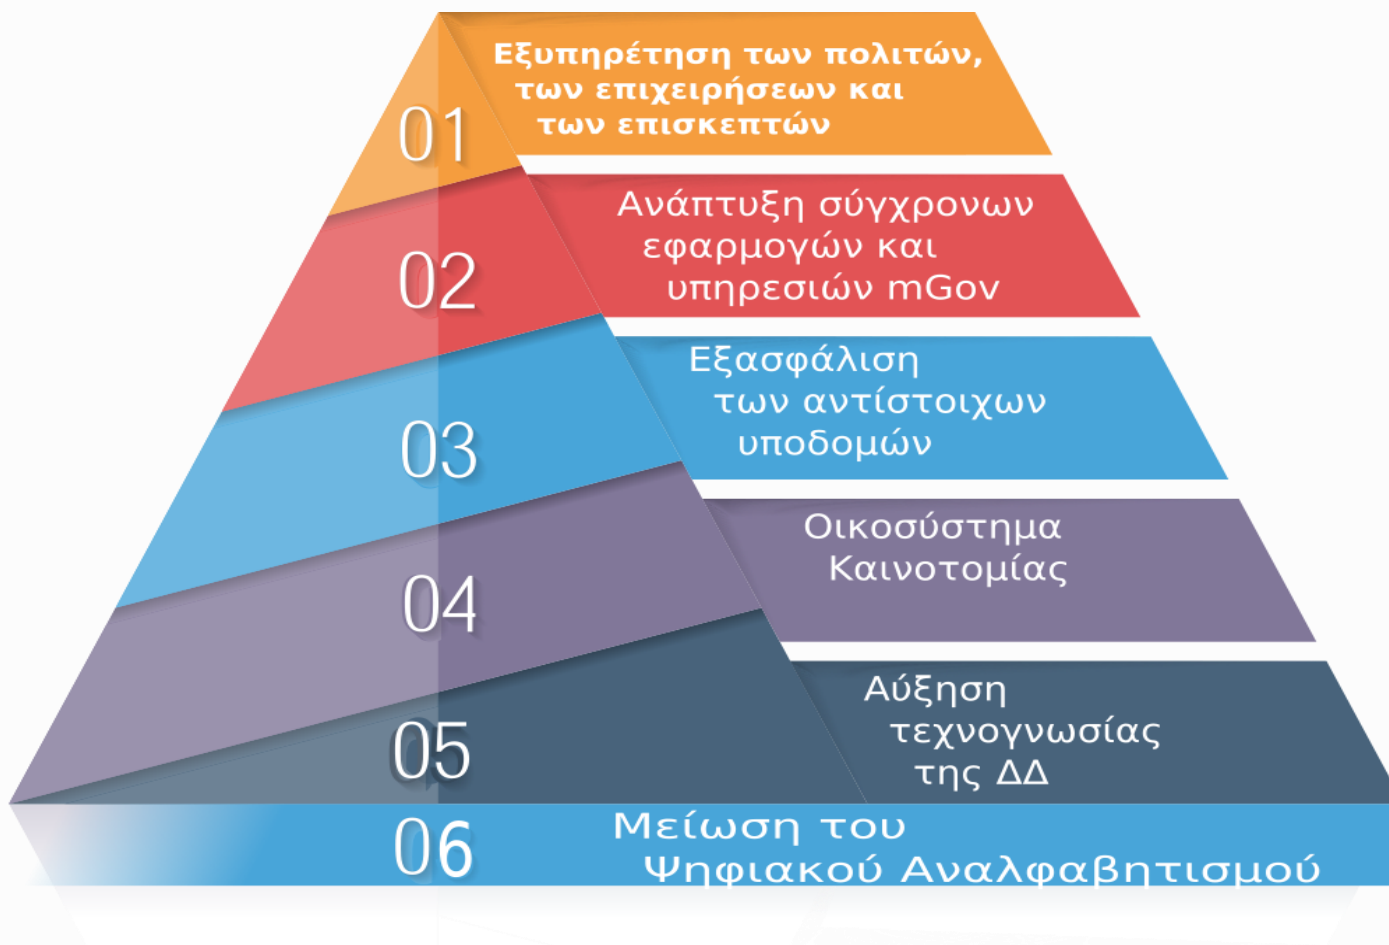 01
Εξυπηρέτηση των πολιτών,
των επιχειρήσεων και
των επισκεπτών
02
Ανάπτυξη σύγχρονων
εφαρμογών και
υπηρεσιών mGov
03
Εξασφάλιση
των αντίστοιχων
υποδομών
04
Οικοσύστημα
Καινοτομίας
05
Αύξηση
τεχνογνωσίας
της ΔΔ
06
Μείωση του
Ψηφιακού Αναλφαβητισμού